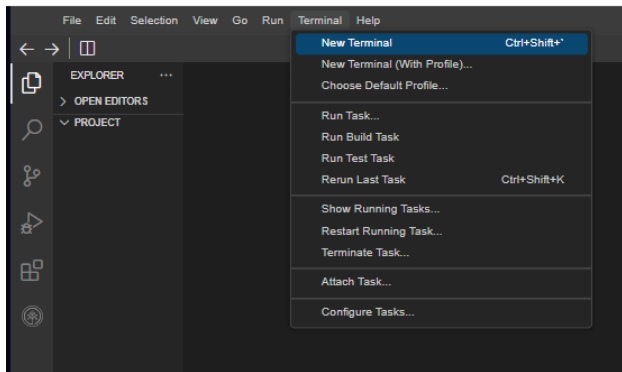 File Edit Selection View Go Run Terminal Help
EXPLORER ...
OPEN EDITORS
PROJECT
New Terminal Ctrl+Shift+`
New Terminal (With Profile)...
Choose Default Profile...
Run Task...
Run Build Task
Run Test Task
Rerun Last Task Ctrl+Shift+K
Show Running Tasks...
Restart Running Task...
Terminate Task...
Attach Task...
Configure Tasks...